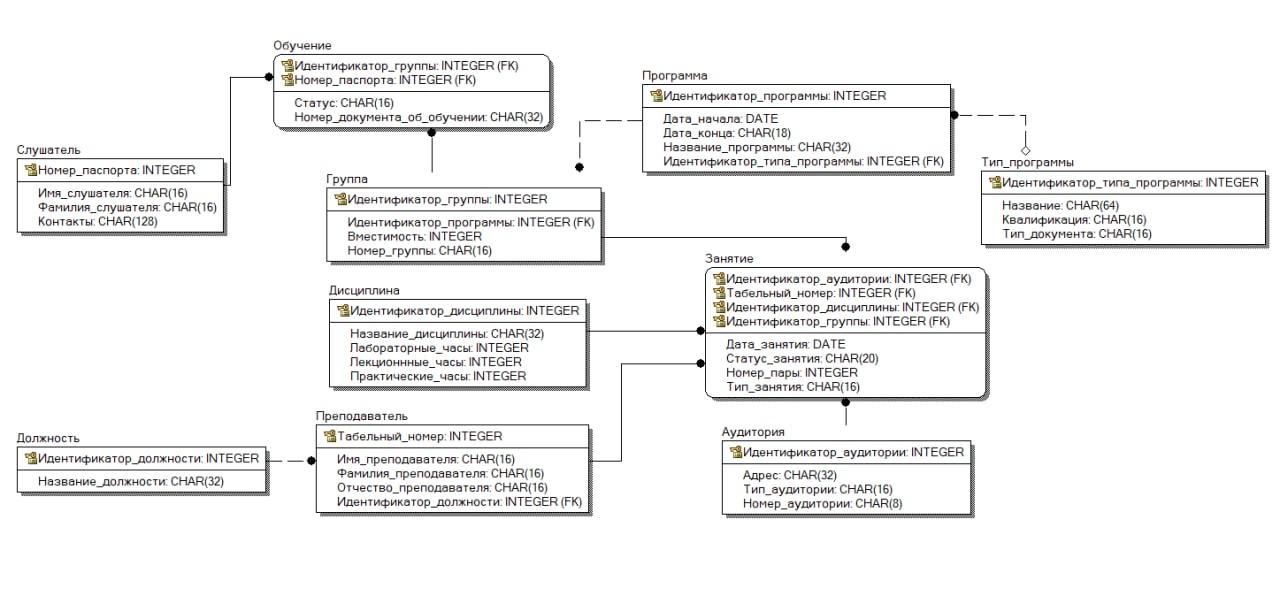 Обучение
Идентификатор_группы: INTEGER (FK)
Номер_паспорта: INTEGER (FK)
Статус: CHAR(16)
Номер_документа_об_обучении: CHAR(32)
Программа
Идентификатор_программы: INTEGER
Дата_начала: DATE
Дата_конца: CHAR(18)
Название_программы: CHAR(32)
Идентификатор_типа_программы: INTEGER (FK)
Слушатель
Номер_паспорта: INTEGER
Имя_слушателя: CHAR(16)
Фамилия_слушателя: CHAR(16)
Контакты: CHAR(128)
Тип_программы
Идентификатор_типа_программы: INTEGER
Название: CHAR(64)
Квалификация: CHAR(16)
Тип_документа: CHAR(16)
Группа
Идентификатор_группы: INTEGER
Идентификатор_программы: INTEGER (FK)
Вместимость: INTEGER
Номер_группы: CHAR(16)
Занятие
Идентификатор_аудитории: INTEGER (FK)
Табельный_номер: INTEGER (FK)
Идентификатор_дисциплины: INTEGER (FK)
Идентификатор_группы: INTEGER (FK)
Дата_занятия: DATE
Статус_занятия: CHAR(20)
Номер_пары: INTEGER
Тип_занятия: CHAR(16)
Дисциплина
Идентификатор_дисциплины: INTEGER
Название_дисциплины: CHAR(32)
Лабораторные_часы: INTEGER
Лекционнные_часы: INTEGER
Практические_часы: INTEGER
Преподаватель
Табельный_номер: INTEGER
Имя_преподавателя: CHAR(16)
Фамилия_преподавателя: CHAR(16)
Отчество_преподавателя: CHAR(16)
Идентификатор_должности: INTEGER (FK)
Должность
Идентификатор_должности: INTEGER
Название_должности: CHAR(32)
Аудитория
Идентификатор_аудитории: INTEGER
Адрес: CHAR(32)
Тип_аудитории: CHAR(16)
Номер_аудитории: CHAR(8)